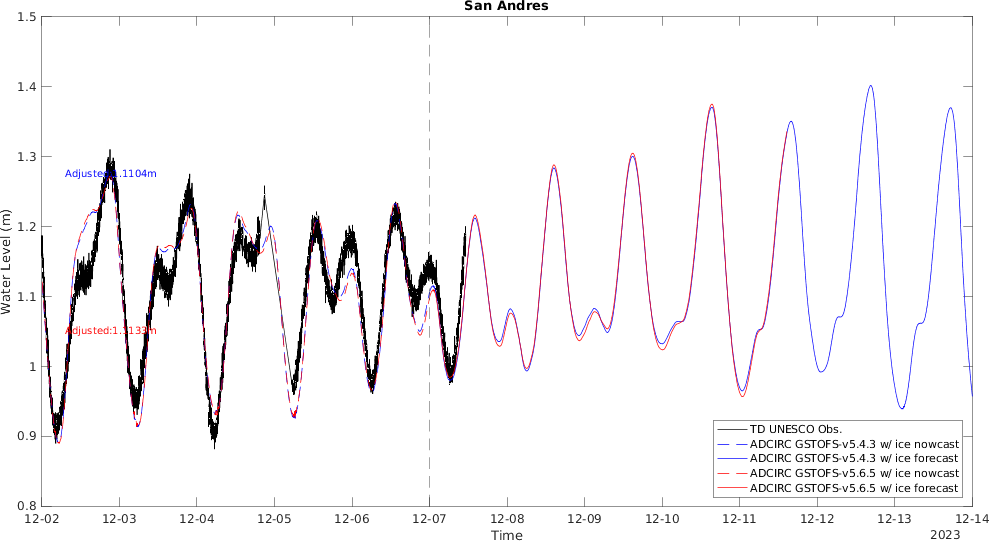 San Andres
1.5
1.4
1.3
1.2
1.1
1
0.9
0.8
Water Level (m)
Adjusted:1.1104m
Adjusted:1.1133m
TD UNESCO Obs.
ADCIRC GSTOFS-v5.4.3 w/ ice nowcast
ADCIRC GSTOFS-v5.4.3 w/ ice forecast
ADCIRC GSTOFS-v5.6.5 w/ ice nowcast
ADCIRC GSTOFS-v5.6.5 w/ ice forecast
12-02 12-03 12-04 12-05 12-06 12-07 12-08 12-09 12-10 12-11 12-12 12-13 12-14
Time
2023